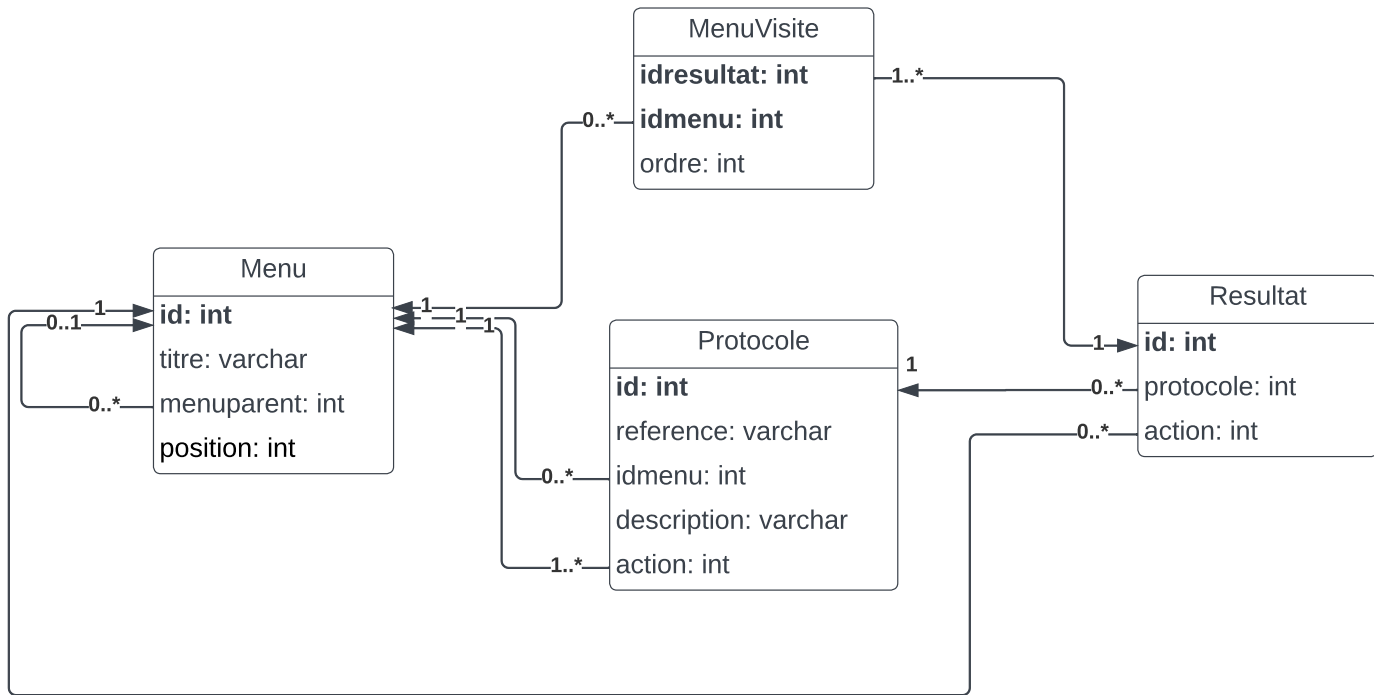 MenuVisite
idresultat: int
1..*
0..*
idmenu: int
ordre: int
Menu
1
id: int
0..1
titre: varchar
0..*
menuparent: int
position: int
1
1
1
Protocole
id: int
reference: varchar
0..*
idmenu: int
description: varchar
1..*
action: int
Resultat
1
id: int
1
0..*
protocole: int
0..*
action: int